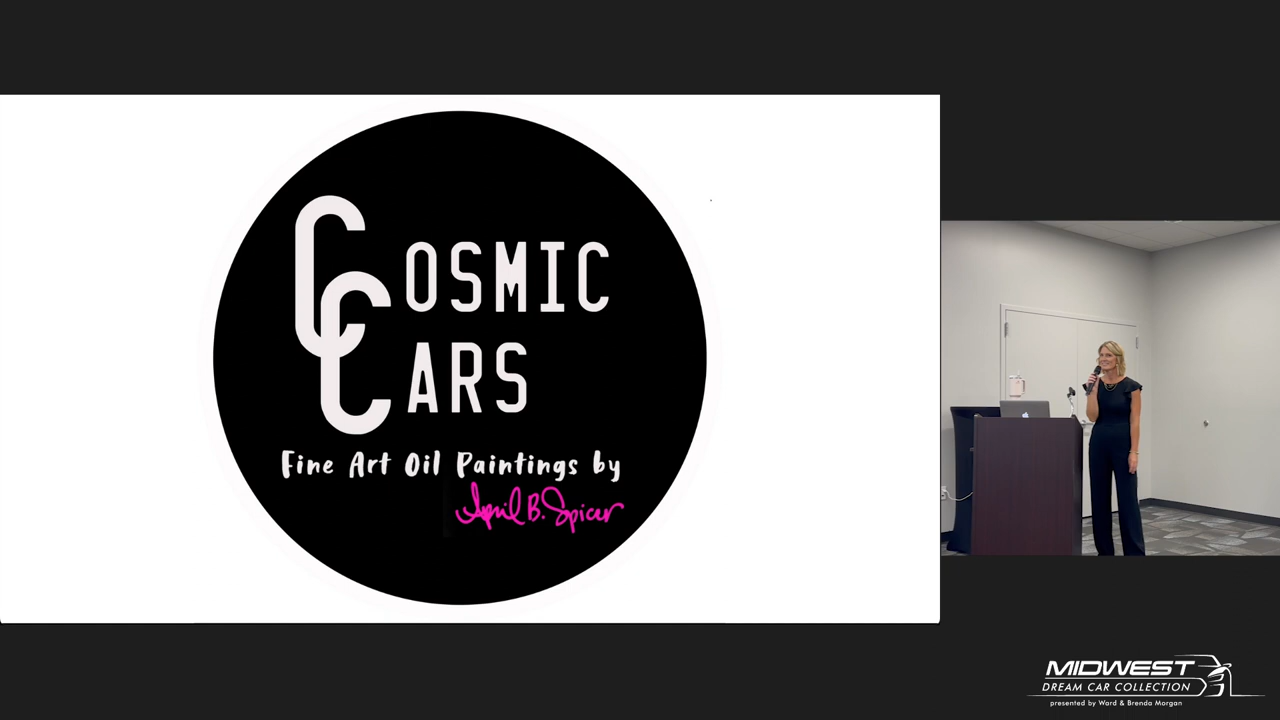 COSMIC
CARS
Fine Art Oil Paintings by
April B. Spicer
MIDWEST
DREAM CAR COLLECTION
presented by Ward & Brenda Morgan